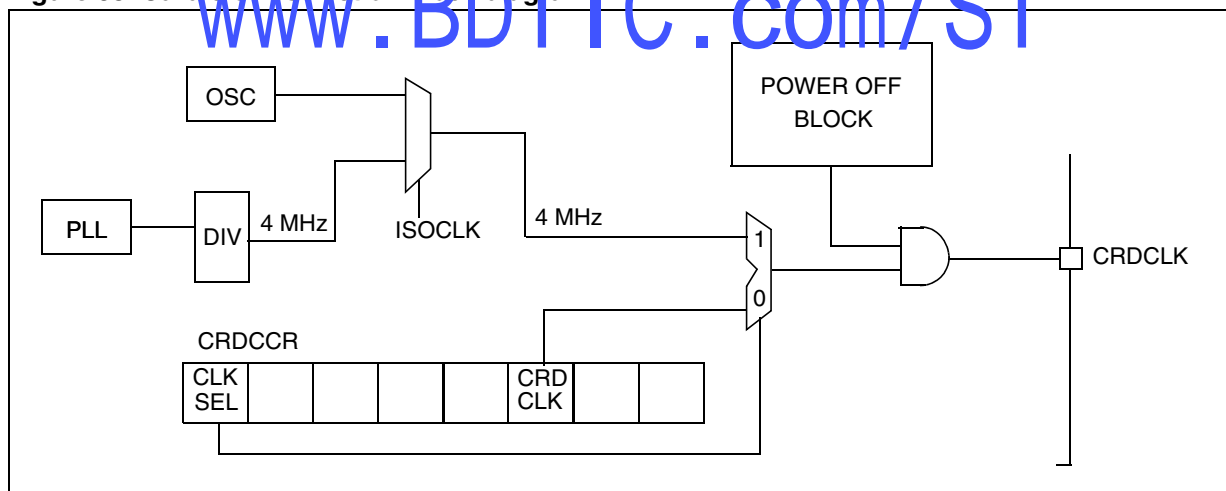 www.BDTIC.com/ST
OSC
POWER OFF
BLOCK
PLL
DIV
4 MHz
ISOCLK
4 MHz
1
0
CRDCLK
CRDCCR
CLK
SEL
CRD
CLK